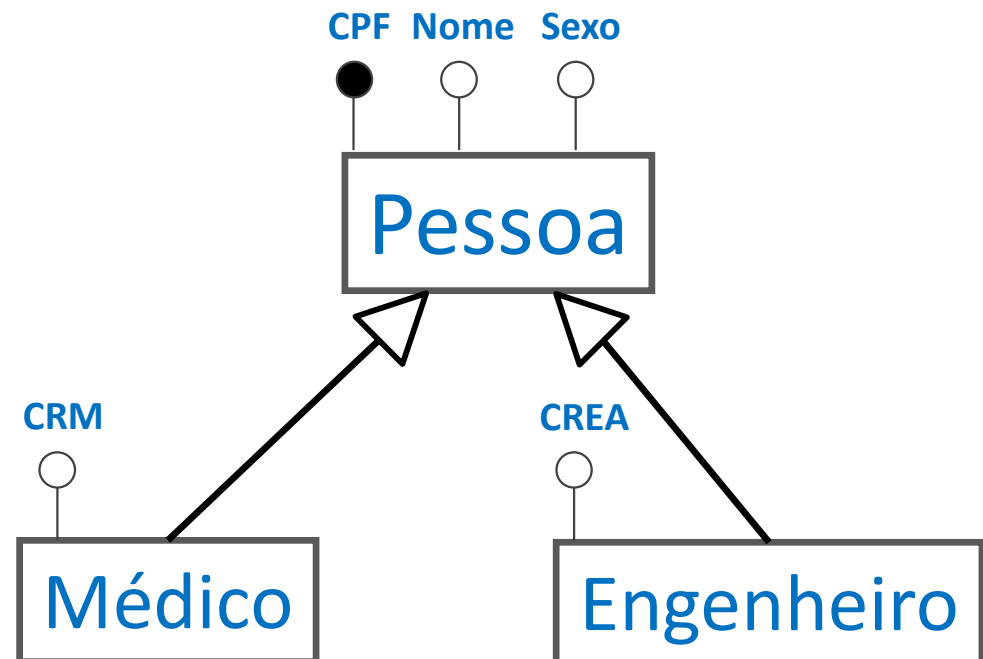 CPF Nome Sexo
Pessoa
CRM
CREA
Médico
Engenheiro